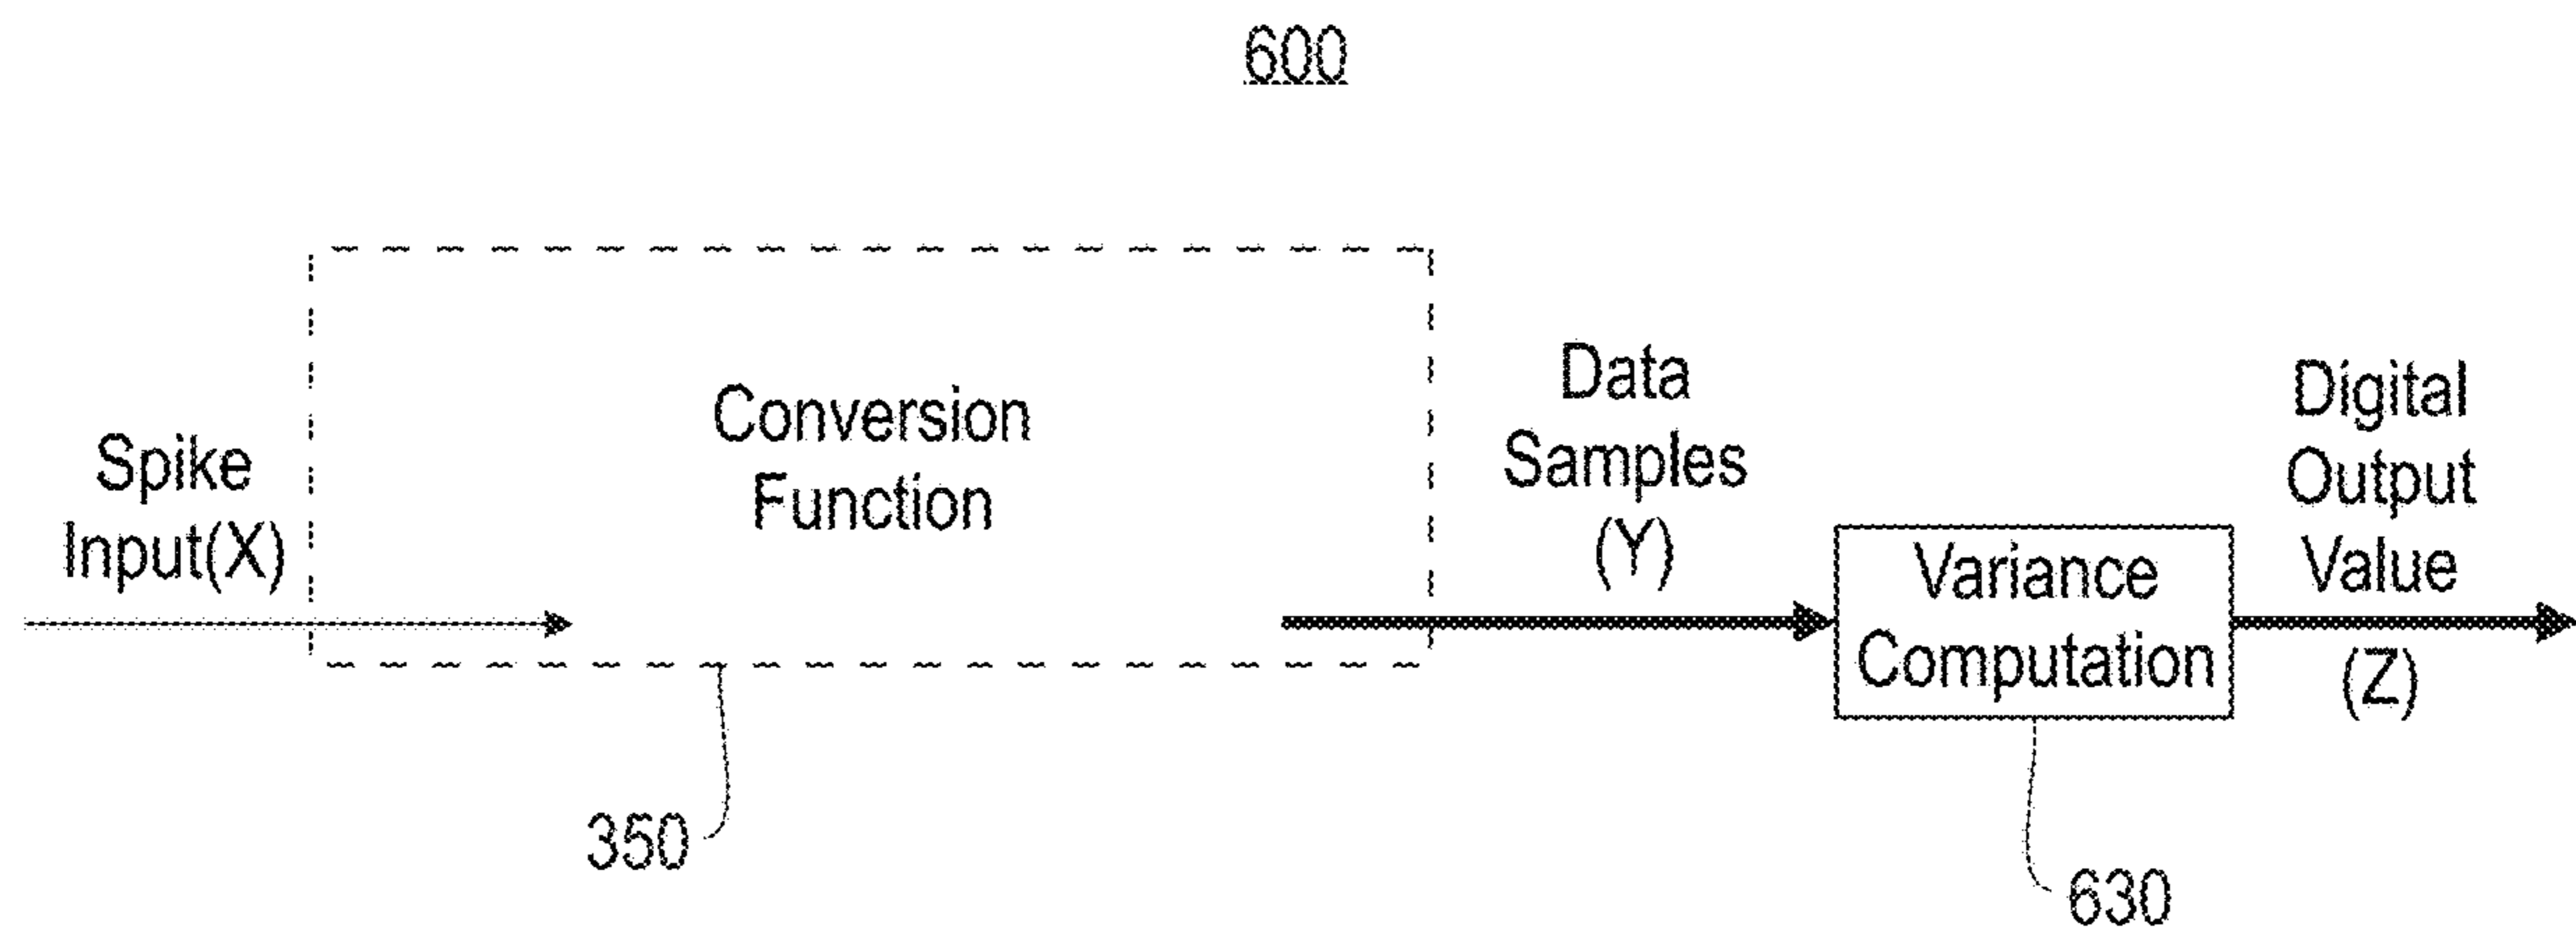 600
Spike
Input(X)
Conversion
Function
Data
Samples
(Y)
Variance
Computation
Digital
Output
Value
(Z)
350
630